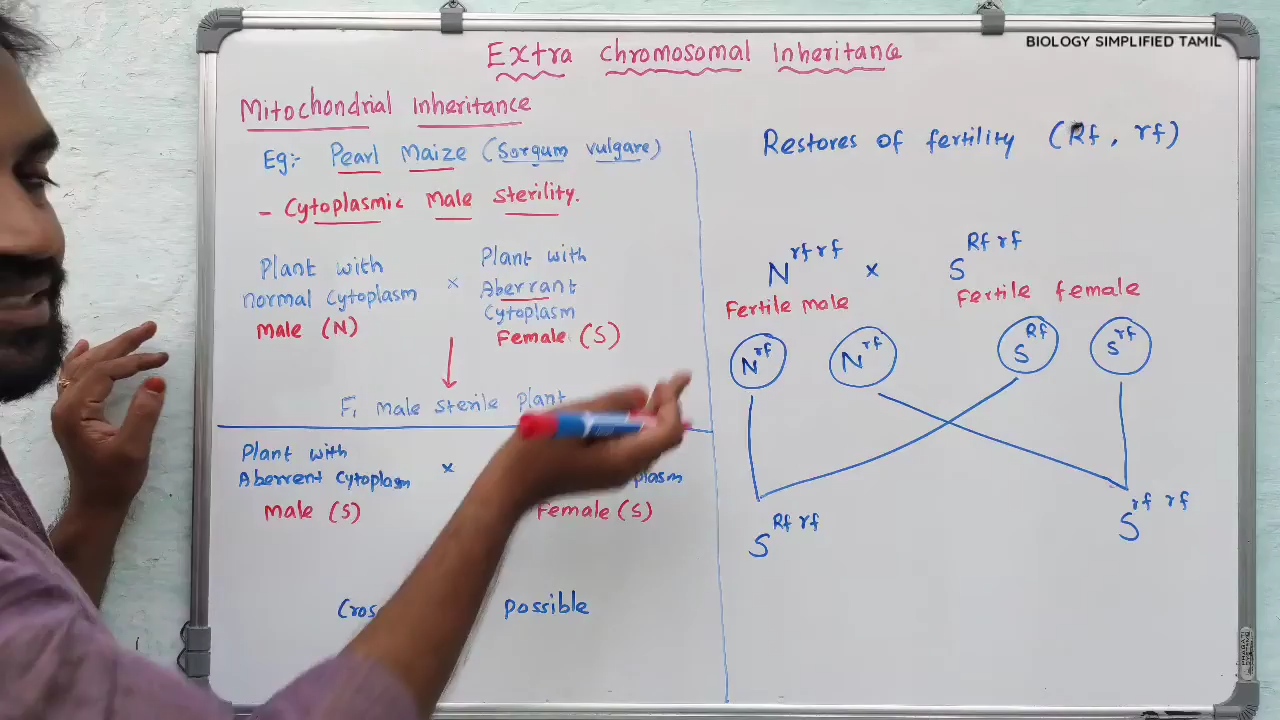 Extra Chromosomal Inheritance
BIOLOGY SIMPLIFIED TAMIL
Mitochondrial Inheritance
Eg:- Pearl Maize (Sorgum vulgare)
- Cytoplasmic Male Sterility.
Plant with
normal Cytoplasm
Male (N)
×
Plant with
Aberrant
Cytoplasm
Female (S)
F1 male sterile plant
Plant with
Aberrent Cytoplasm
Male (S)
×
plasm
Female (S)
possible
Restores of fertility (Rf, rf)
N rf rf × S Rf rf
Fertile male Fertile female
N rf N rf S Rf S rf
S Rf rf S rf rf